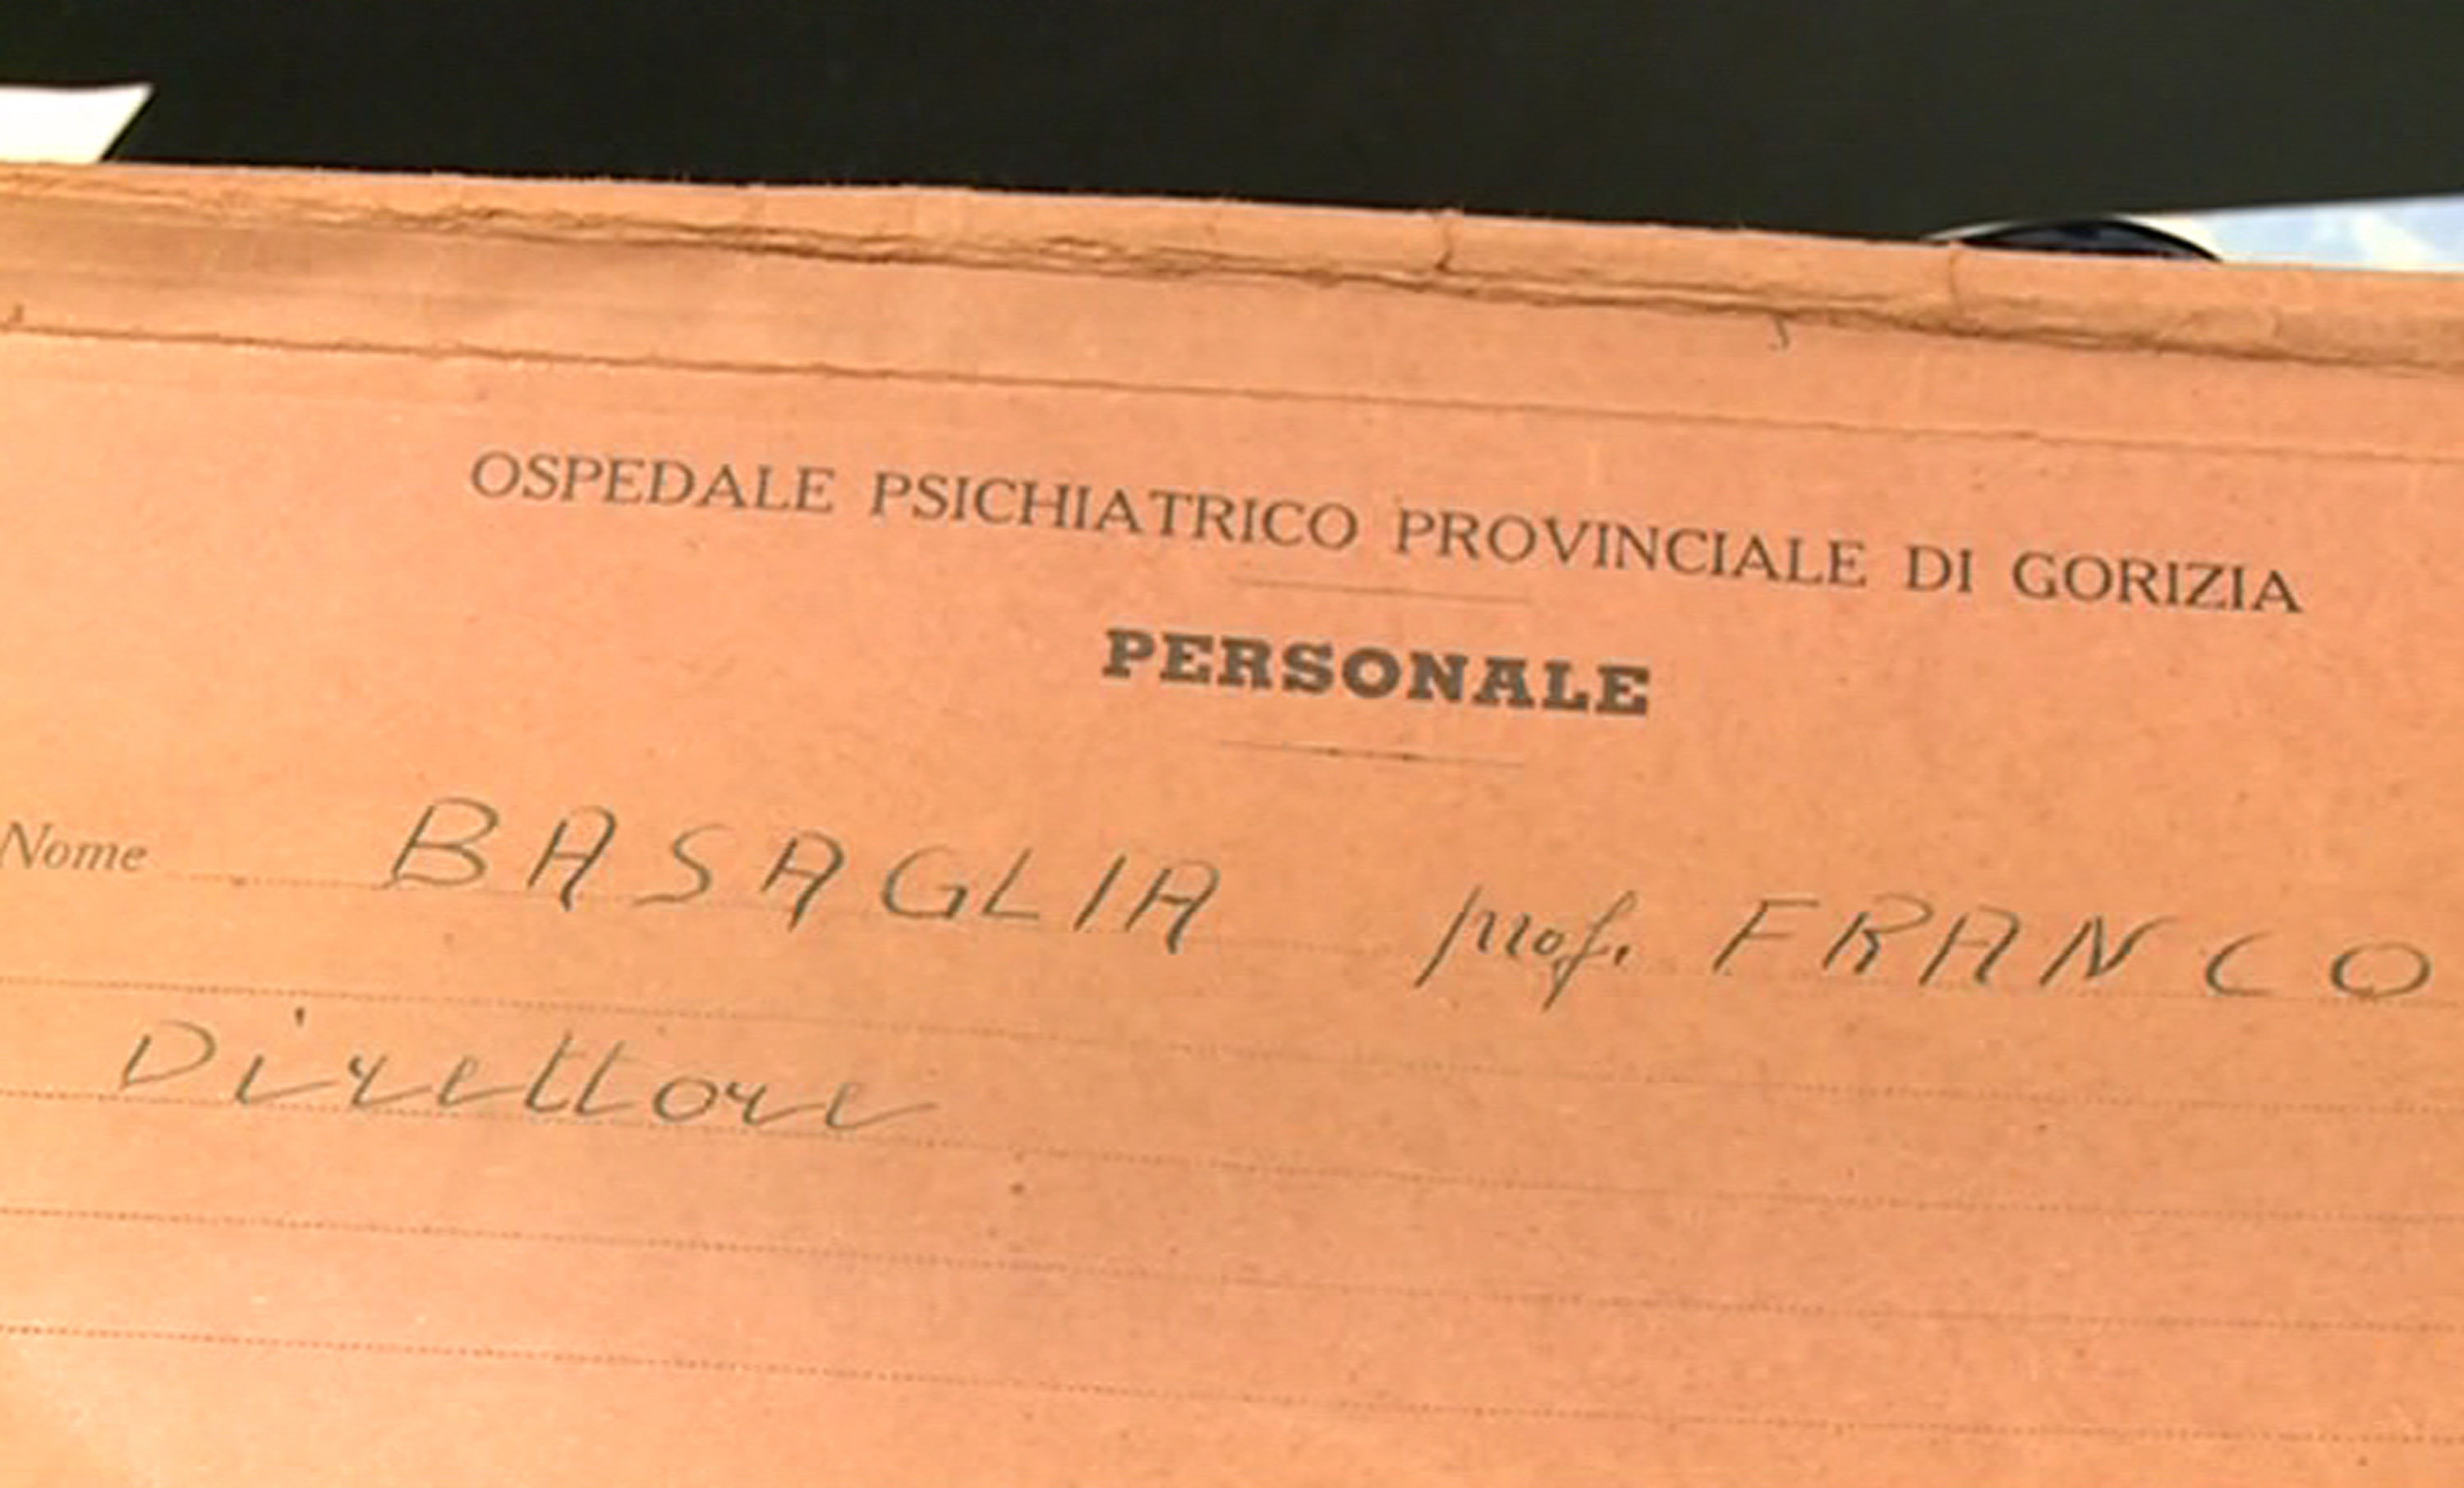 OSPEDALE PSICHIATRICO PROVINCIALE DI GORIZIA
PERSONALE
Nome BASAGLIA prof. FRANCO
Direttore